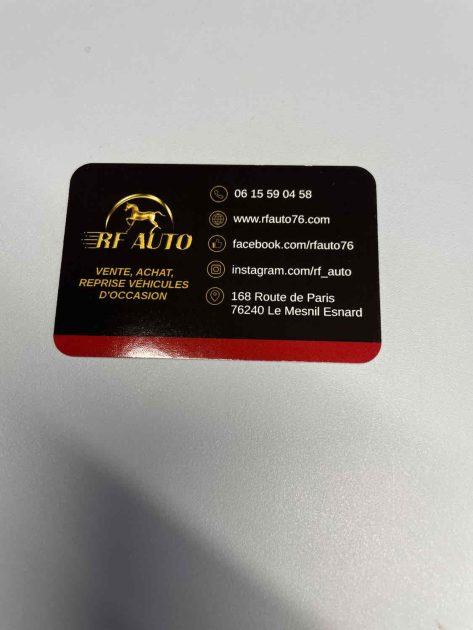 RF AUTO
VENTE, ACHAT,
REPRISE VÉHICULES
D'OCCASION
06 15 59 04 58
www.rfauto76.com
facebook.com/rfauto76
instagram.com/rf_auto
168 Route de Paris
76240 Le Mesnil Esnard